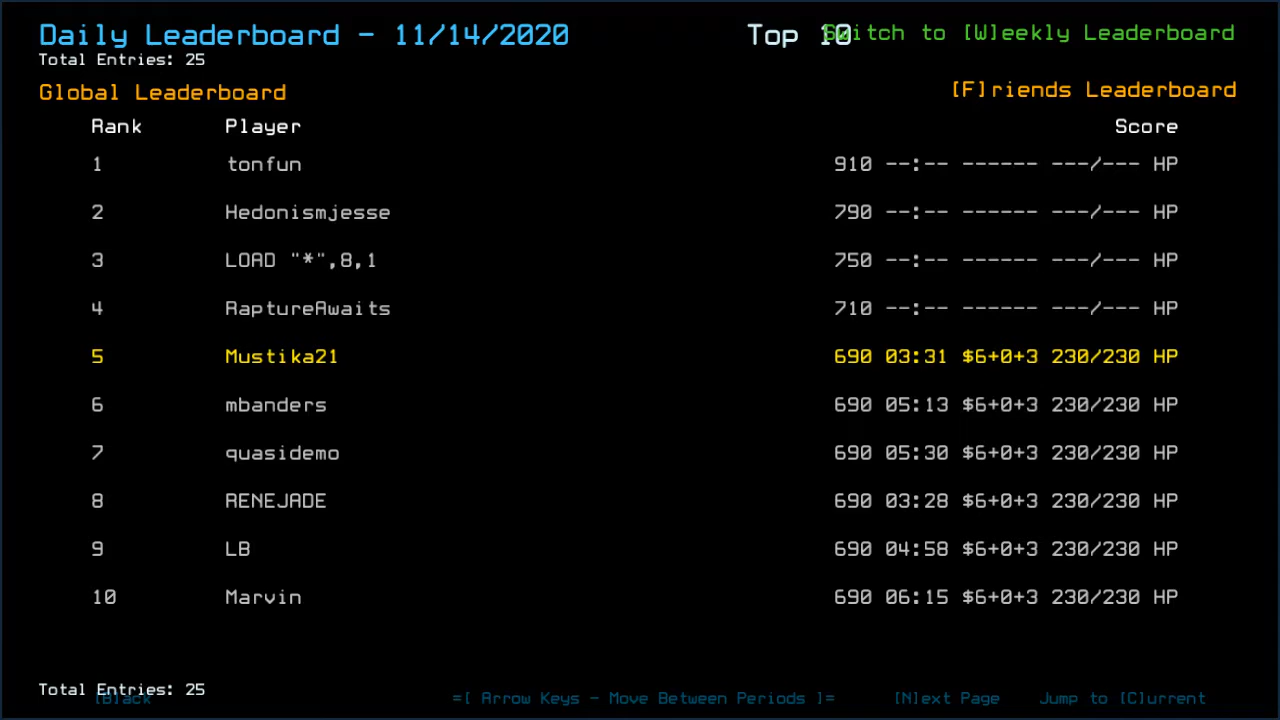 Daily Leaderboard - 11/14/2020 Top 10 Switch to [W]eekly Leaderboard
Total Entries: 25
Global Leaderboard [F]riends Leaderboard
Rank Player Score
1 tonfun 910 --:-- ------ ---/--- HP
2 Hedonismjesse 790 --:-- ------ ---/--- HP
3 LOAD "*",8,1 750 --:-- ------ ---/--- HP
4 RaptureAwaits 710 --:-- ------ ---/--- HP
5 Mustika21 690 03:31 $6+0+3 230/230 HP
6 mbanders 690 05:13 $6+0+3 230/230 HP
7 quasidemo 690 05:30 $6+0+3 230/230 HP
8 RENEJADE 690 03:28 $6+0+3 230/230 HP
9 LB 690 04:58 $6+0+3 230/230 HP
10 Marvin 690 06:15 $6+0+3 230/230 HP
Total Entries: 25
[B]ack =[ Arrow Keys - Move Between Periods ]= [N]ext Page Jump to [C]urrent